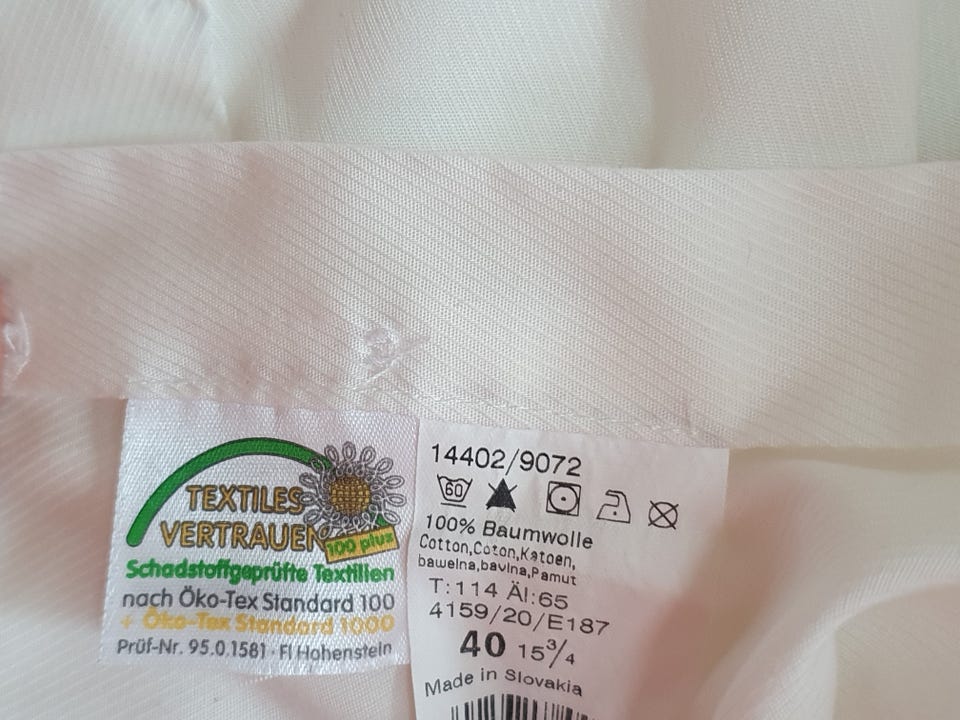 TEXTILES
VERTRAUEN
100 plus
Schadstoffgeprüfte Textilien
nach Öko-Tex Standard 100
+ Öko-Tex Standard 1000
Prüf-Nr. 95.0.1581 · FI Hohenstein
14402/9072
60
100% Baumwolle
Cotton,Coton,Katoen,
bawelna,bavlna,Pamut
T:114 Äl:65
4159/20/E187
40 15¾
Made in Slovakia